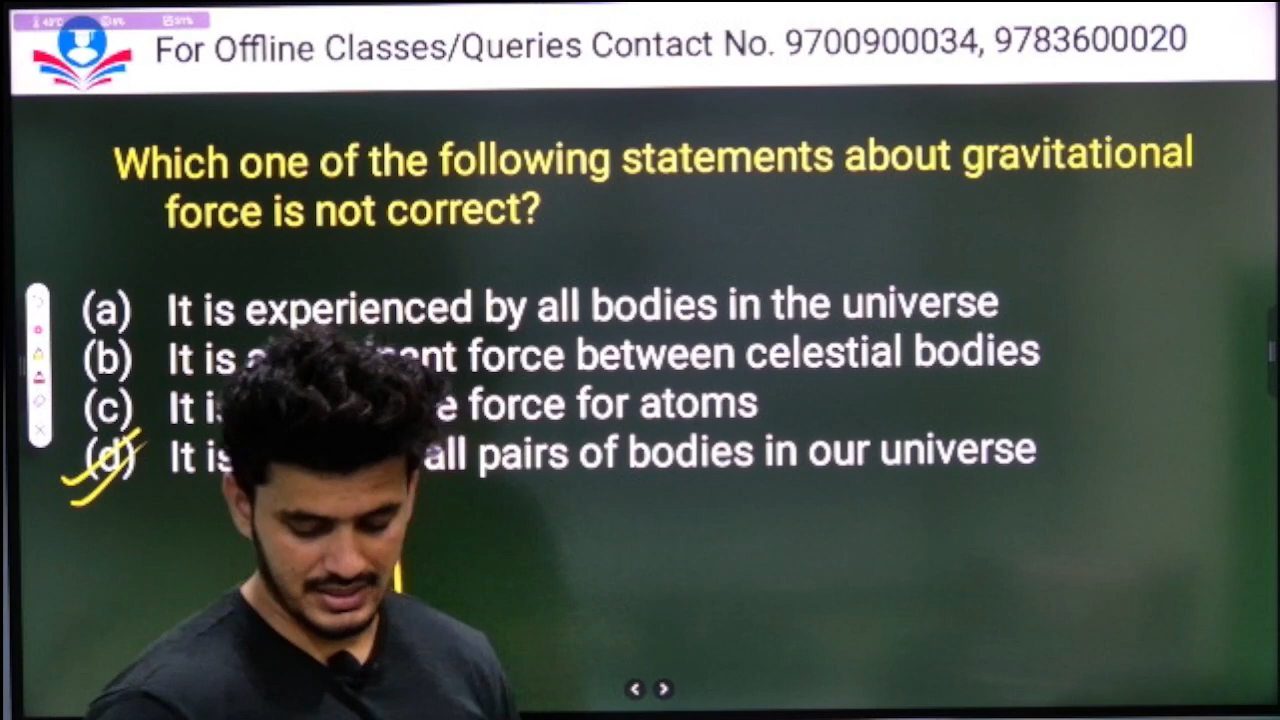 For Offline Classes/Queries Contact No. 9700900034, 9783600020
Which one of the following statements about gravitational
force is not correct?
(a) It is experienced by all bodies in the universe
(b) It is force between celestial bodies
(c) It force for atoms
(d) It is all pairs of bodies in our universe